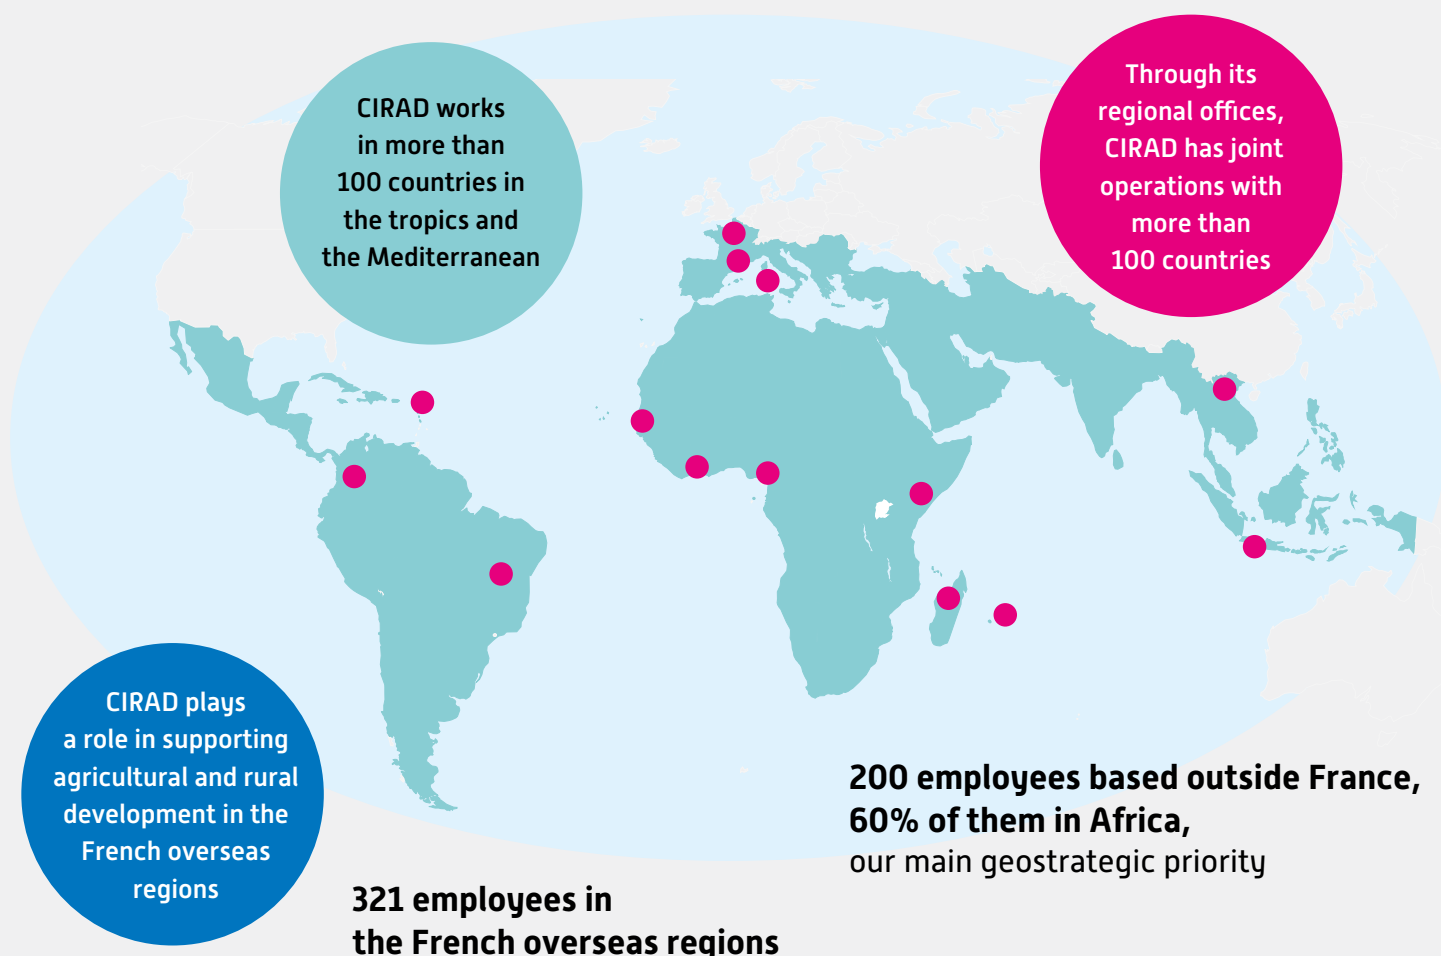 CIRAD works
in more than
100 countries in
the tropics and
the Mediterranean
Through its
regional offices,
CIRAD has joint
operations with
more than
100 countries
CIRAD plays
a role in supporting
agricultural and rural
development in the
French overseas
regions
200 employees based outside France,
60% of them in Africa,
our main geostrategic priority
321 employees in
the French overseas regions